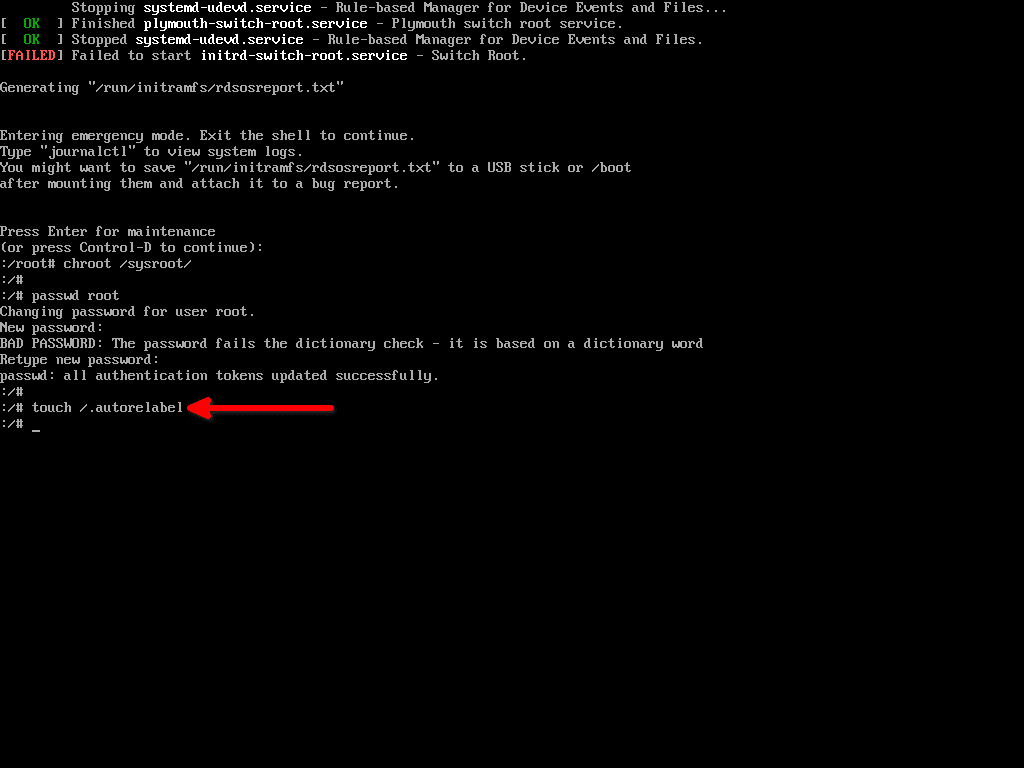 Stopping systemd-udevd.service - Rule-based Manager for Device Events and Files...
[  OK  ] Finished plymouth-switch-root.service - Plymouth switch root service.
[  OK  ] Stopped systemd-udevd.service - Rule-based Manager for Device Events and Files.
[FAILED] Failed to start initrd-switch-root.service - Switch Root.
Generating "/run/initramfs/rdsosreport.txt"
Entering emergency mode. Exit the shell to continue.
Type "journalctl" to view system logs.
You might want to save "/run/initramfs/rdsosreport.txt" to a USB stick or /boot
after mounting them and attach it to a bug report.
Press Enter for maintenance
(or press Control-D to continue):
:/root# chroot /sysroot/
:/#
:/# passwd root
Changing password for user root.
New password:
BAD PASSWORD: The password fails the dictionary check - it is based on a dictionary word
Retype new password:
passwd: all authentication tokens updated successfully.
:/#
:/# touch /.autorelabel
:/# _